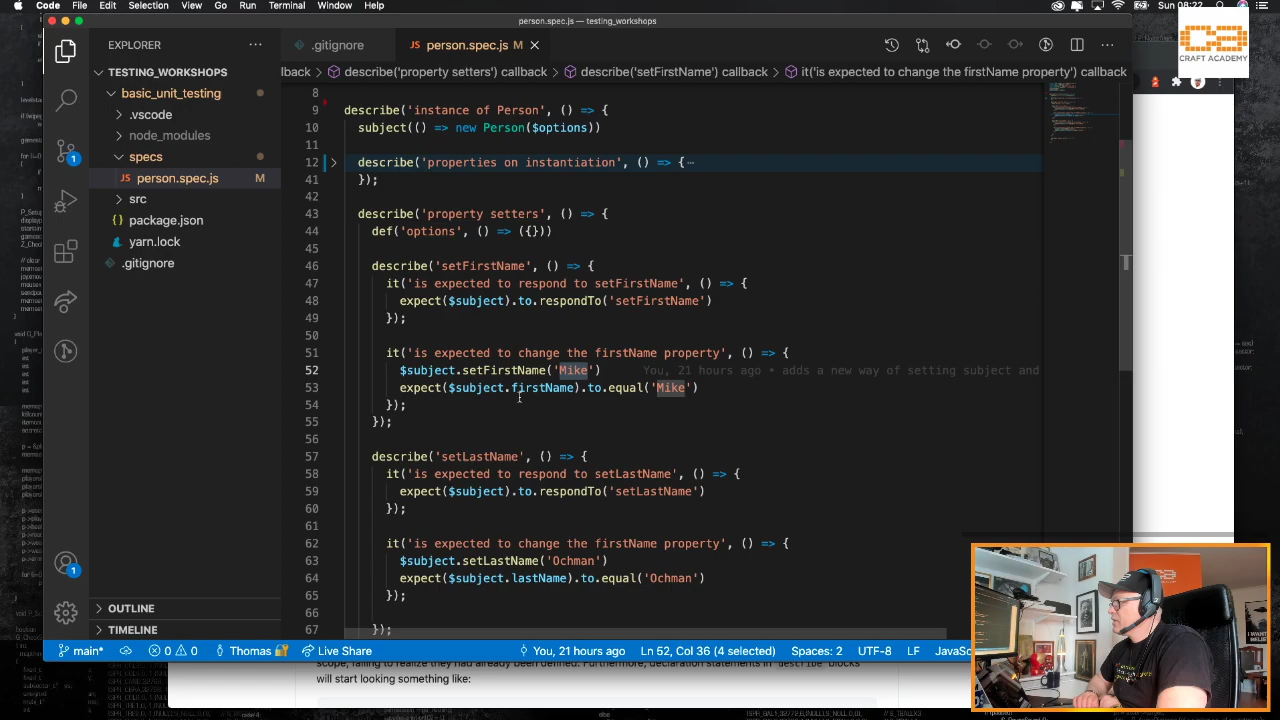 Code File Edit Selection View Go Run Terminal Window Help
SUN 08:22
person.spec.js — testing_workshops
CRAFT ACADEMY
EXPLORER
.gitignore
JS person.spec.js M
TESTING_WORKSHOPS
basic_unit_testing
.vscode
node_modules
specs
JS person.spec.js M
src
package.json
yarn.lock
.gitignore
OUTLINE
TIMELINE
callback
('setFirstName') callback
it('is expected to change the firstName property') callback
8
9 describe('instance of Person', () => {
10 subject(() => new Person($options))
11
12 describe('properties on instantiation', () => {⋯
41 });
42
43 describe('property setters', () => {
44 def('options', () => ({}))
45
46 describe('setFirstName', () => {
47 it('is expected to respond to setFirstName', () => {
48 expect($subject).to.respondTo('setFirstName')
49 });
50
51 it('is expected to change the firstName property', () => {
52 $subject.setFirstName('Mike') You, 21 hours ago • adds a new way of setting subject and
53 expect($subject.firstName).to.equal('Mike')
54 });
55 });
56
57 describe('setLastName', () => {
58 it('is expected to respond to setLastName', () =>
59 expect($subject).to.respondTo('setLastName')
60 });
61
62 it('is expected to change the firstName property' () => {
63 $subject.setLastName('Ochman')
64 expect($subject.lastName).to.equal('Ochman')
65 });
66
67 });
1
1
main* 0 0 Thomas Live Share You, 21 hours ago Ln 52, Col 36 (4 selected) Spaces: 2 UTF-8 LF JavaSc
scope, failing to realize they had already been defined. Furthermore, declaration statements in describe blocks
will start looking something like:
I WANT